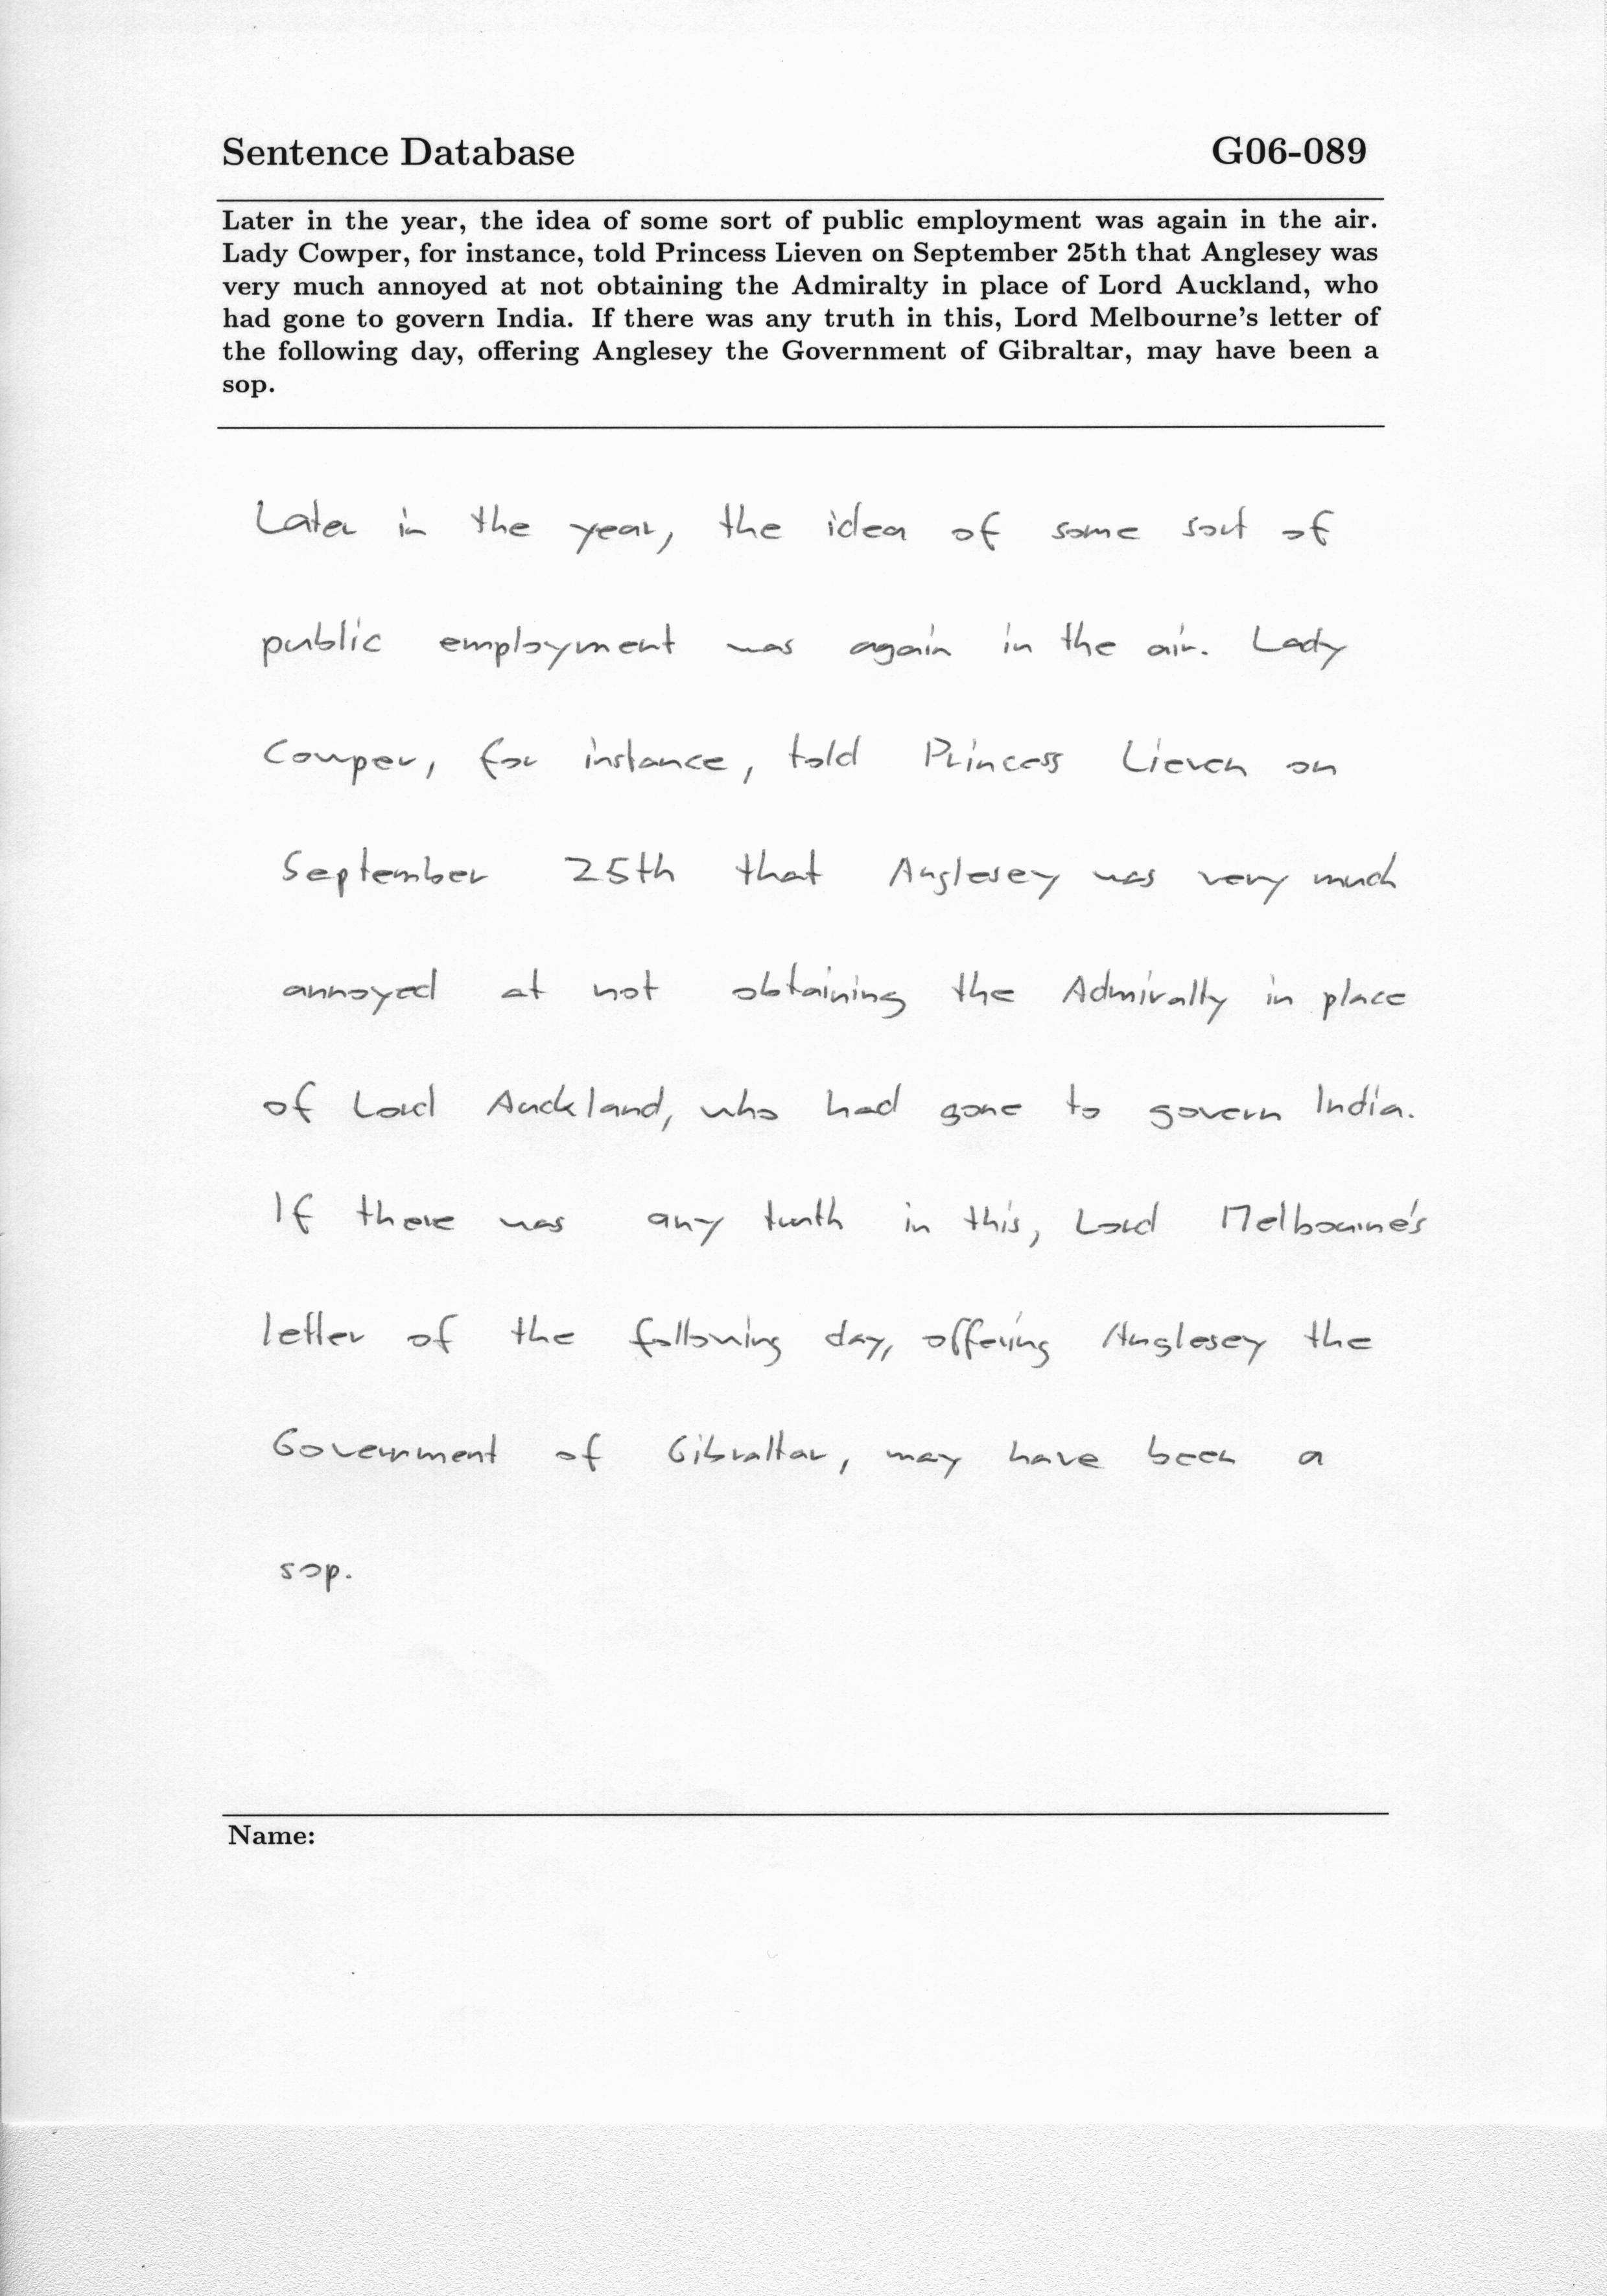 Sentence Database G06-089
Later in the year, the idea of some sort of public employment was again in the air.
Lady Cowper, for instance, told Princess Lieven on September 25th that Anglesey was
very much annoyed at not obtaining the Admiralty in place of Lord Auckland, who
had gone to govern India. If there was any truth in this, Lord Melbourne's letter of
the following day, offering Anglesey the Government of Gibraltar, may have been a
sop.
Later in the year, the idea of some sort of
public employment was again in the air. Lady
Cowper, for instance, told Princess Lieven on
September 25th that Anglesey was very much
annoyed at not obtaining the Admiralty in place
of Lord Auckland, who had gone to govern India.
If there was any truth in this, Lord Melbourne's
letter of the following day, offering Anglesey the
Government of Gibraltar, may have been a
sop.
Name: